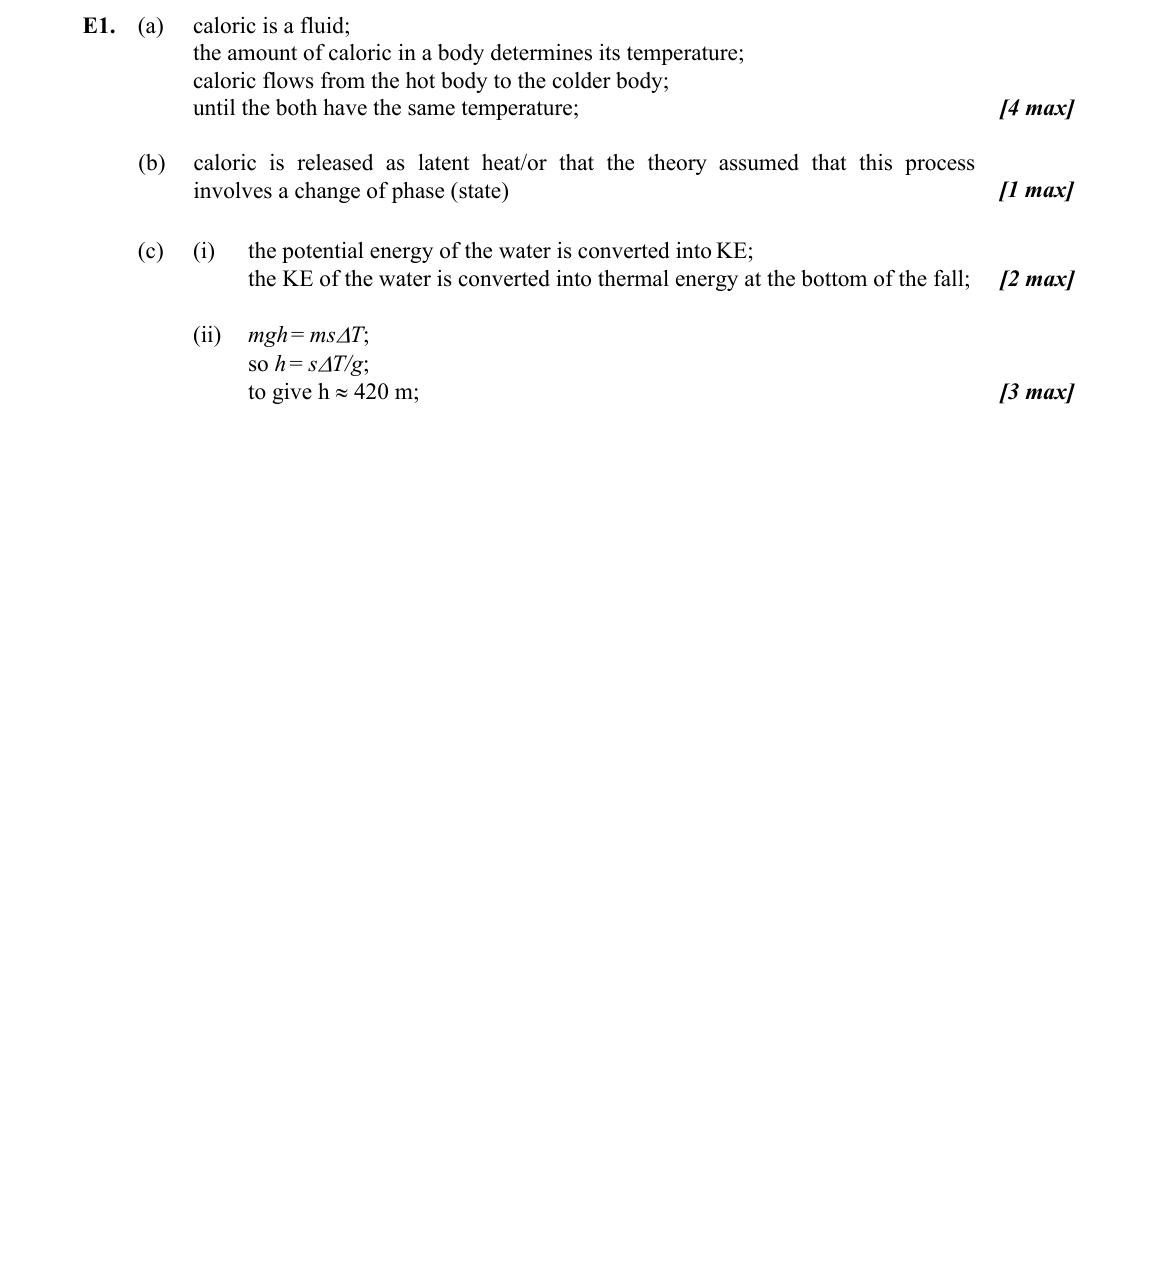 E1. (a) caloric is a fluid;
the amount of caloric in a body determines its temperature;
caloric flows from the hot body to the colder body;
until the both have the same temperature; [4 max]
(b) caloric is released as latent heat/or that the theory assumed that this process
involves a change of phase (state) [1 max]
(c) (i) the potential energy of the water is converted into KE;
the KE of the water is converted into thermal energy at the bottom of the fall; [2 max]
(ii) mgh = msΔT;
so h = sΔT/g;
to give h ≈ 420 m; [3 max]